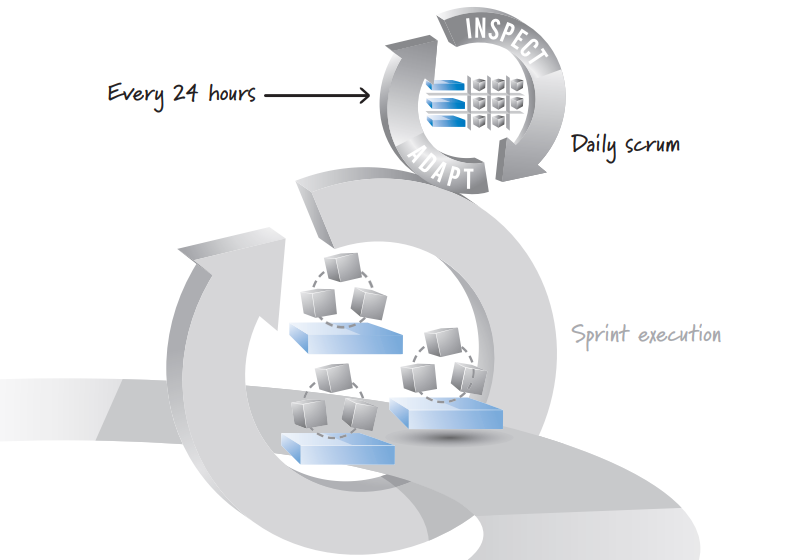 INSPECT
Every 24 hours
Daily scrum
ADAPT
Sprint execution